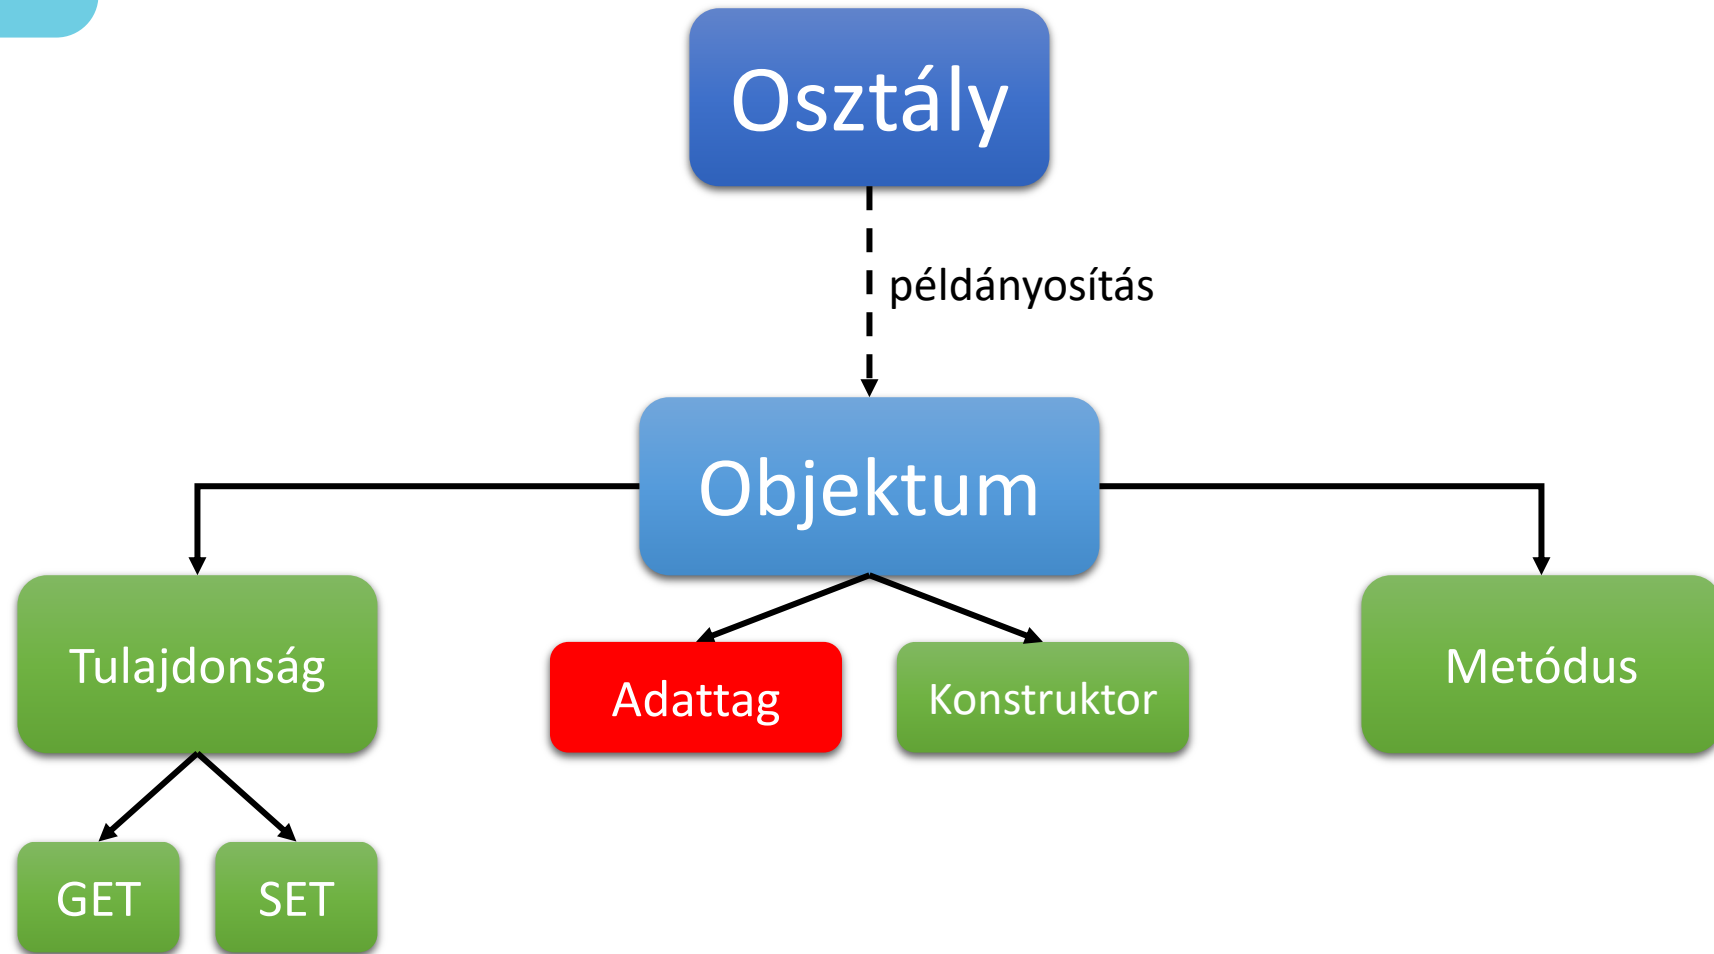 Osztály
példányosítás
Objektum
Tulajdonság
Adattag
Konstruktor
Metódus
GET
SET